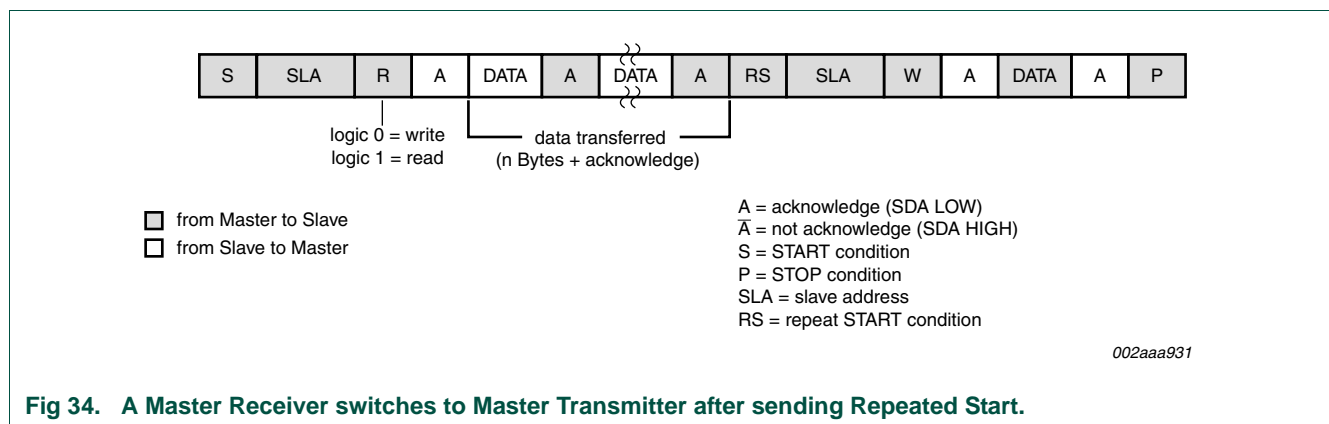 S SLA R A DATA A DATA A RS SLA W A DATA A P
logic 0 = write
logic 1 = read
data transferred
(n Bytes + acknowledge)
from Master to Slave
from Slave to Master
A = acknowledge (SDA LOW)
A̅ = not acknowledge (SDA HIGH)
S = START condition
P = STOP condition
SLA = slave address
RS = repeat START condition
002aaa931
Fig 34. A Master Receiver switches to Master Transmitter after sending Repeated Start.